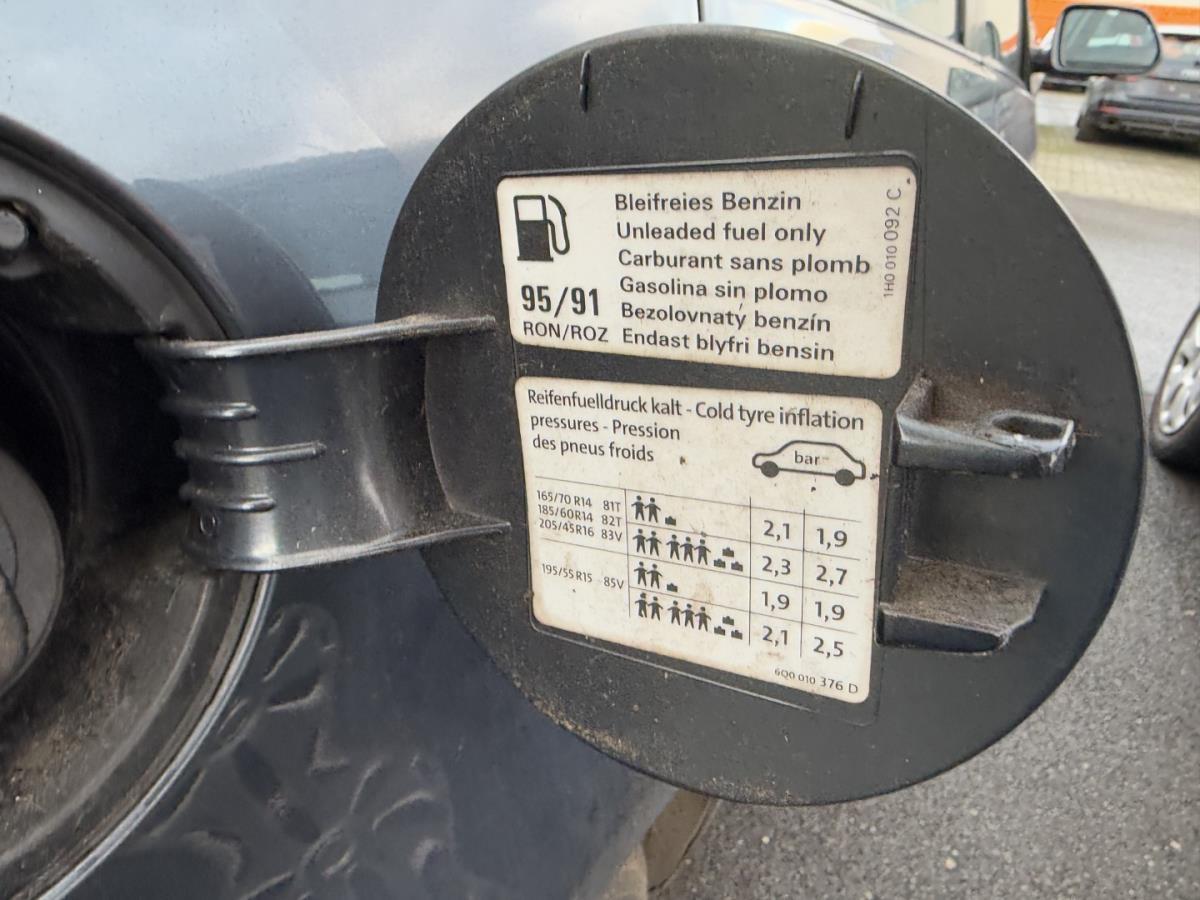 Bleifreies Benzin
Unleaded fuel only
Carburant sans plomb
Gasolina sin plomo
Bezolovnatý benzín
Endast blyfri bensin
95/91
RON/ROZ
1H0 010 092 C
Reifenfuelldruck kalt - Cold tyre inflation
pressures - Pression
des pneus froids
bar
165/70 R14 81T
185/60R14 82T
205/45R16 83V
2,1 1,9
2,3 2,7
195/55 R15 85V
1,9 1,9
2,1 2,5
6Q0 010 376 D